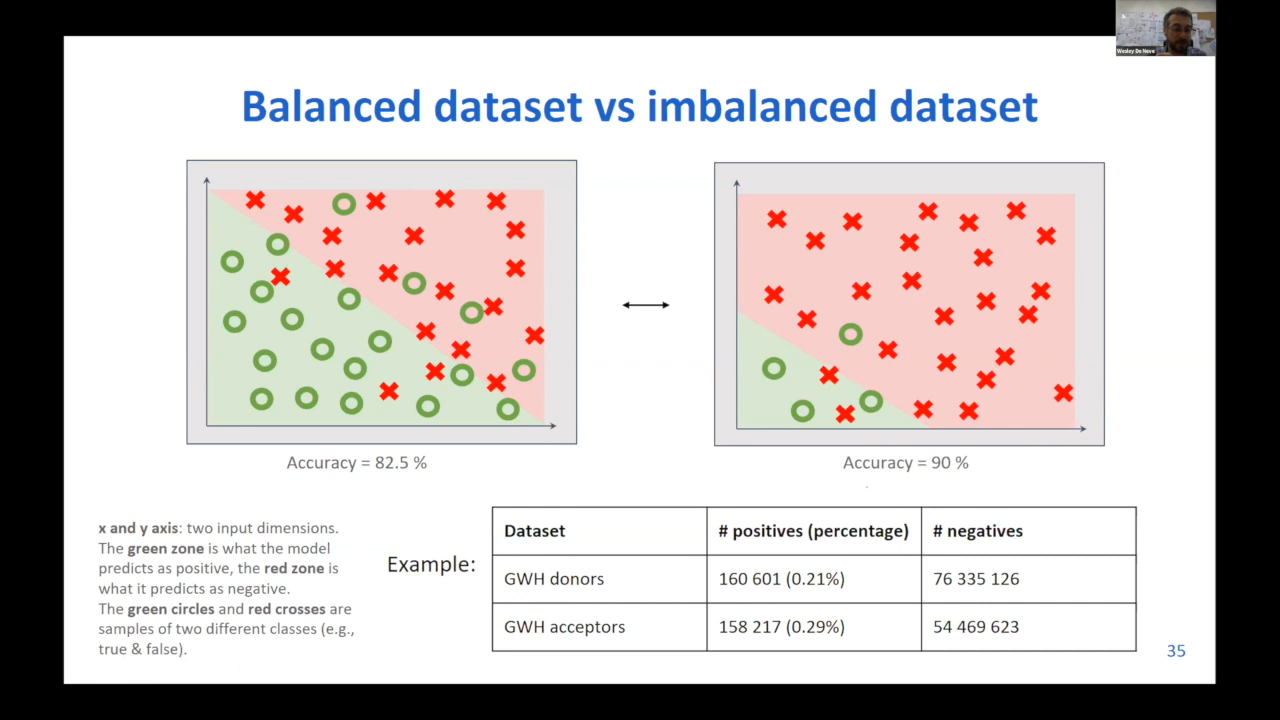 Wesley De Neve
Balanced dataset vs imbalanced dataset
Accuracy = 82.5 %
Accuracy = 90 %
x and y axis: two input dimensions.
The green zone is what the model
predicts as positive, the red zone is
what it predicts as negative.
The green circles and red crosses are
samples of two different classes (e.g.,
true & false).
Example:
Dataset # positives (percentage) # negatives
GWH donors 160 601 (0.21%) 76 335 126
GWH acceptors 158 217 (0.29%) 54 469 623
35